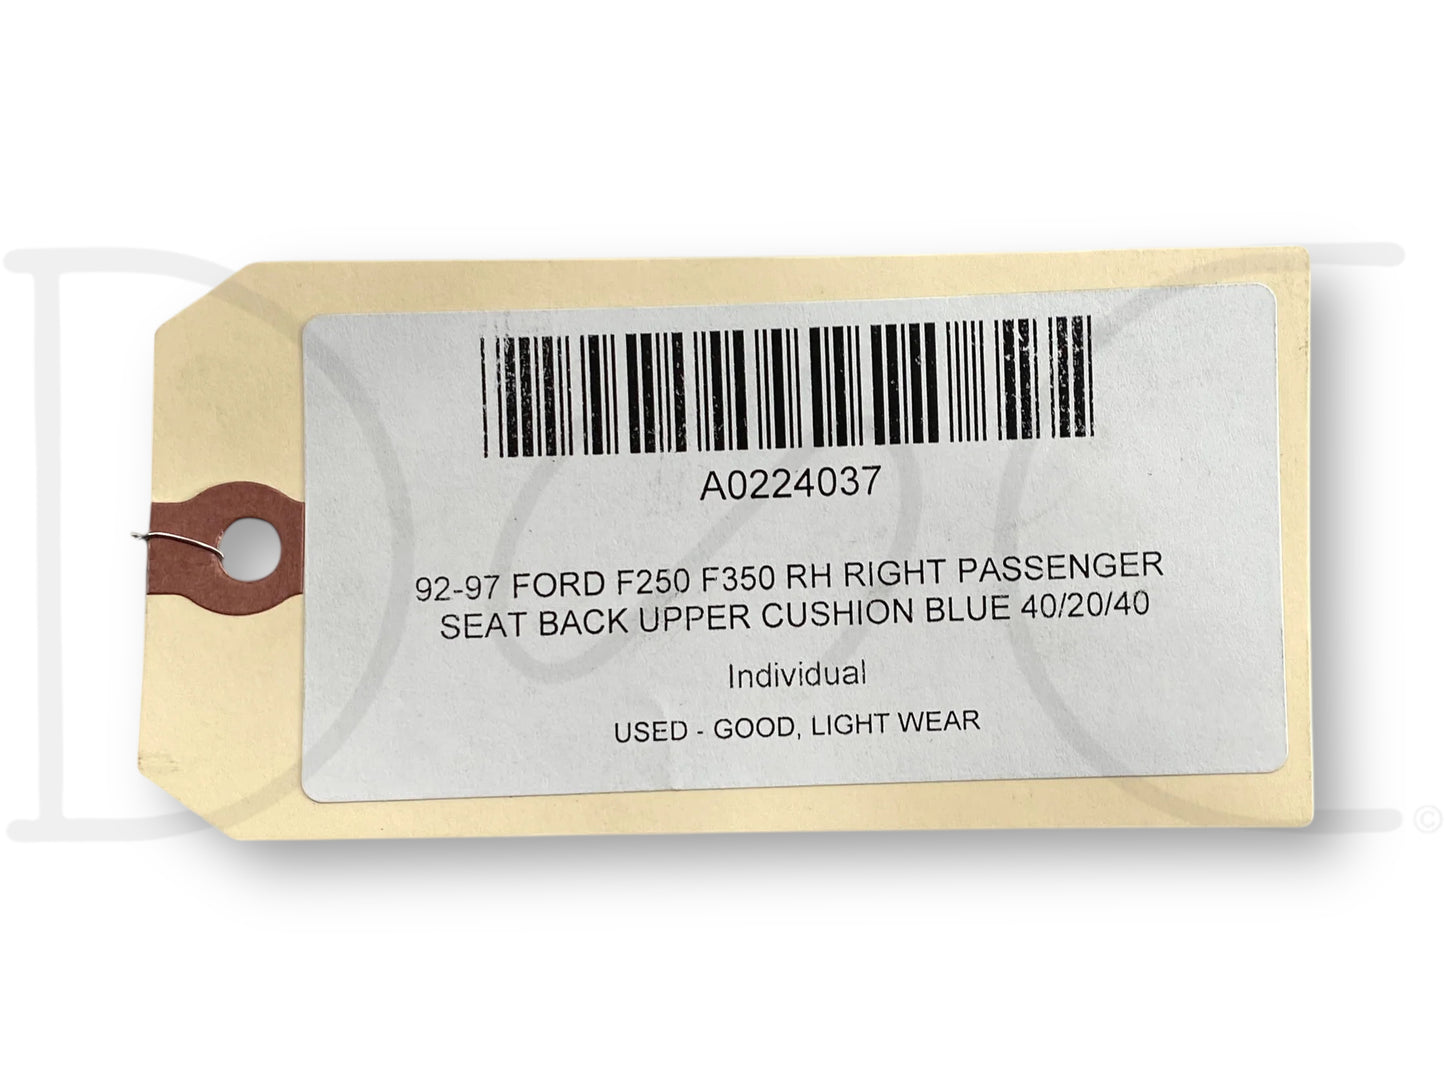 A0224037
92-97 FORD F250 F350 RH RIGHT PASSENGER
SEAT BACK UPPER CUSHION BLUE 40/20/40
Individual
USED - GOOD, LIGHT WEAR
©